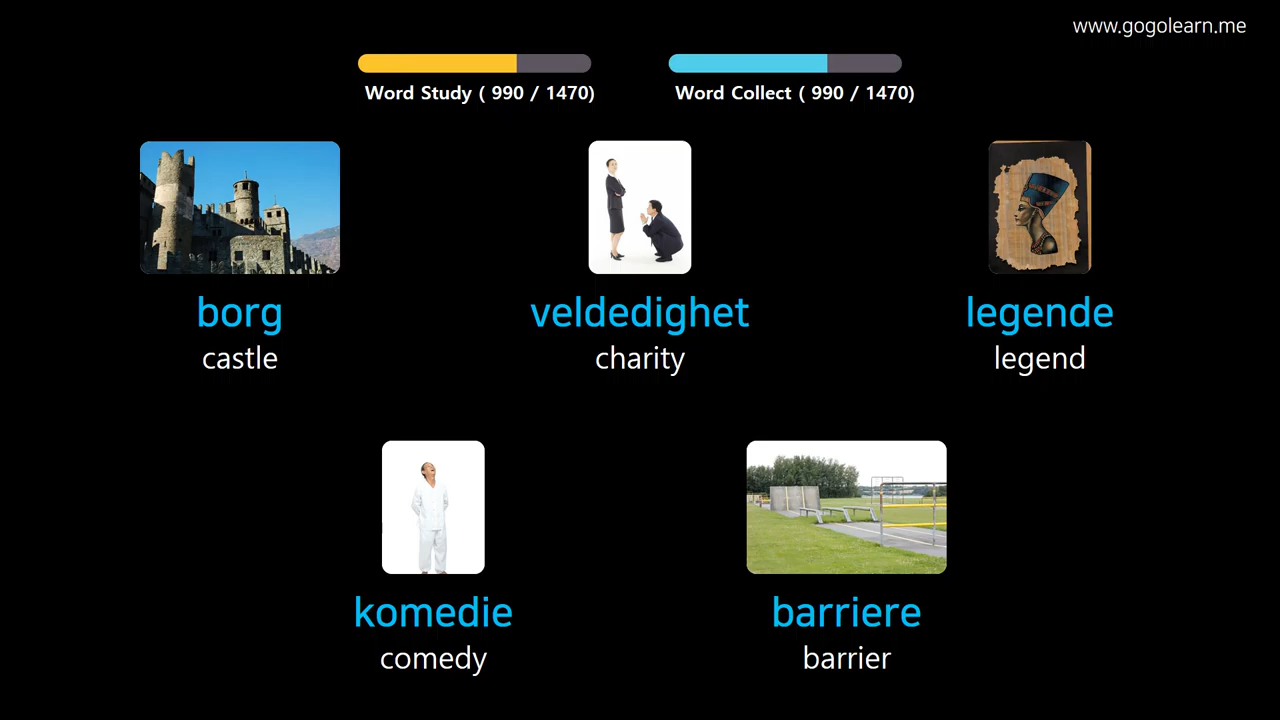 www.gogolearn.me
Word Study ( 990 / 1470)
Word Collect ( 990 / 1470)
borg
castle
veldedighet
charity
legende
legend
komedie
comedy
barriere
barrier